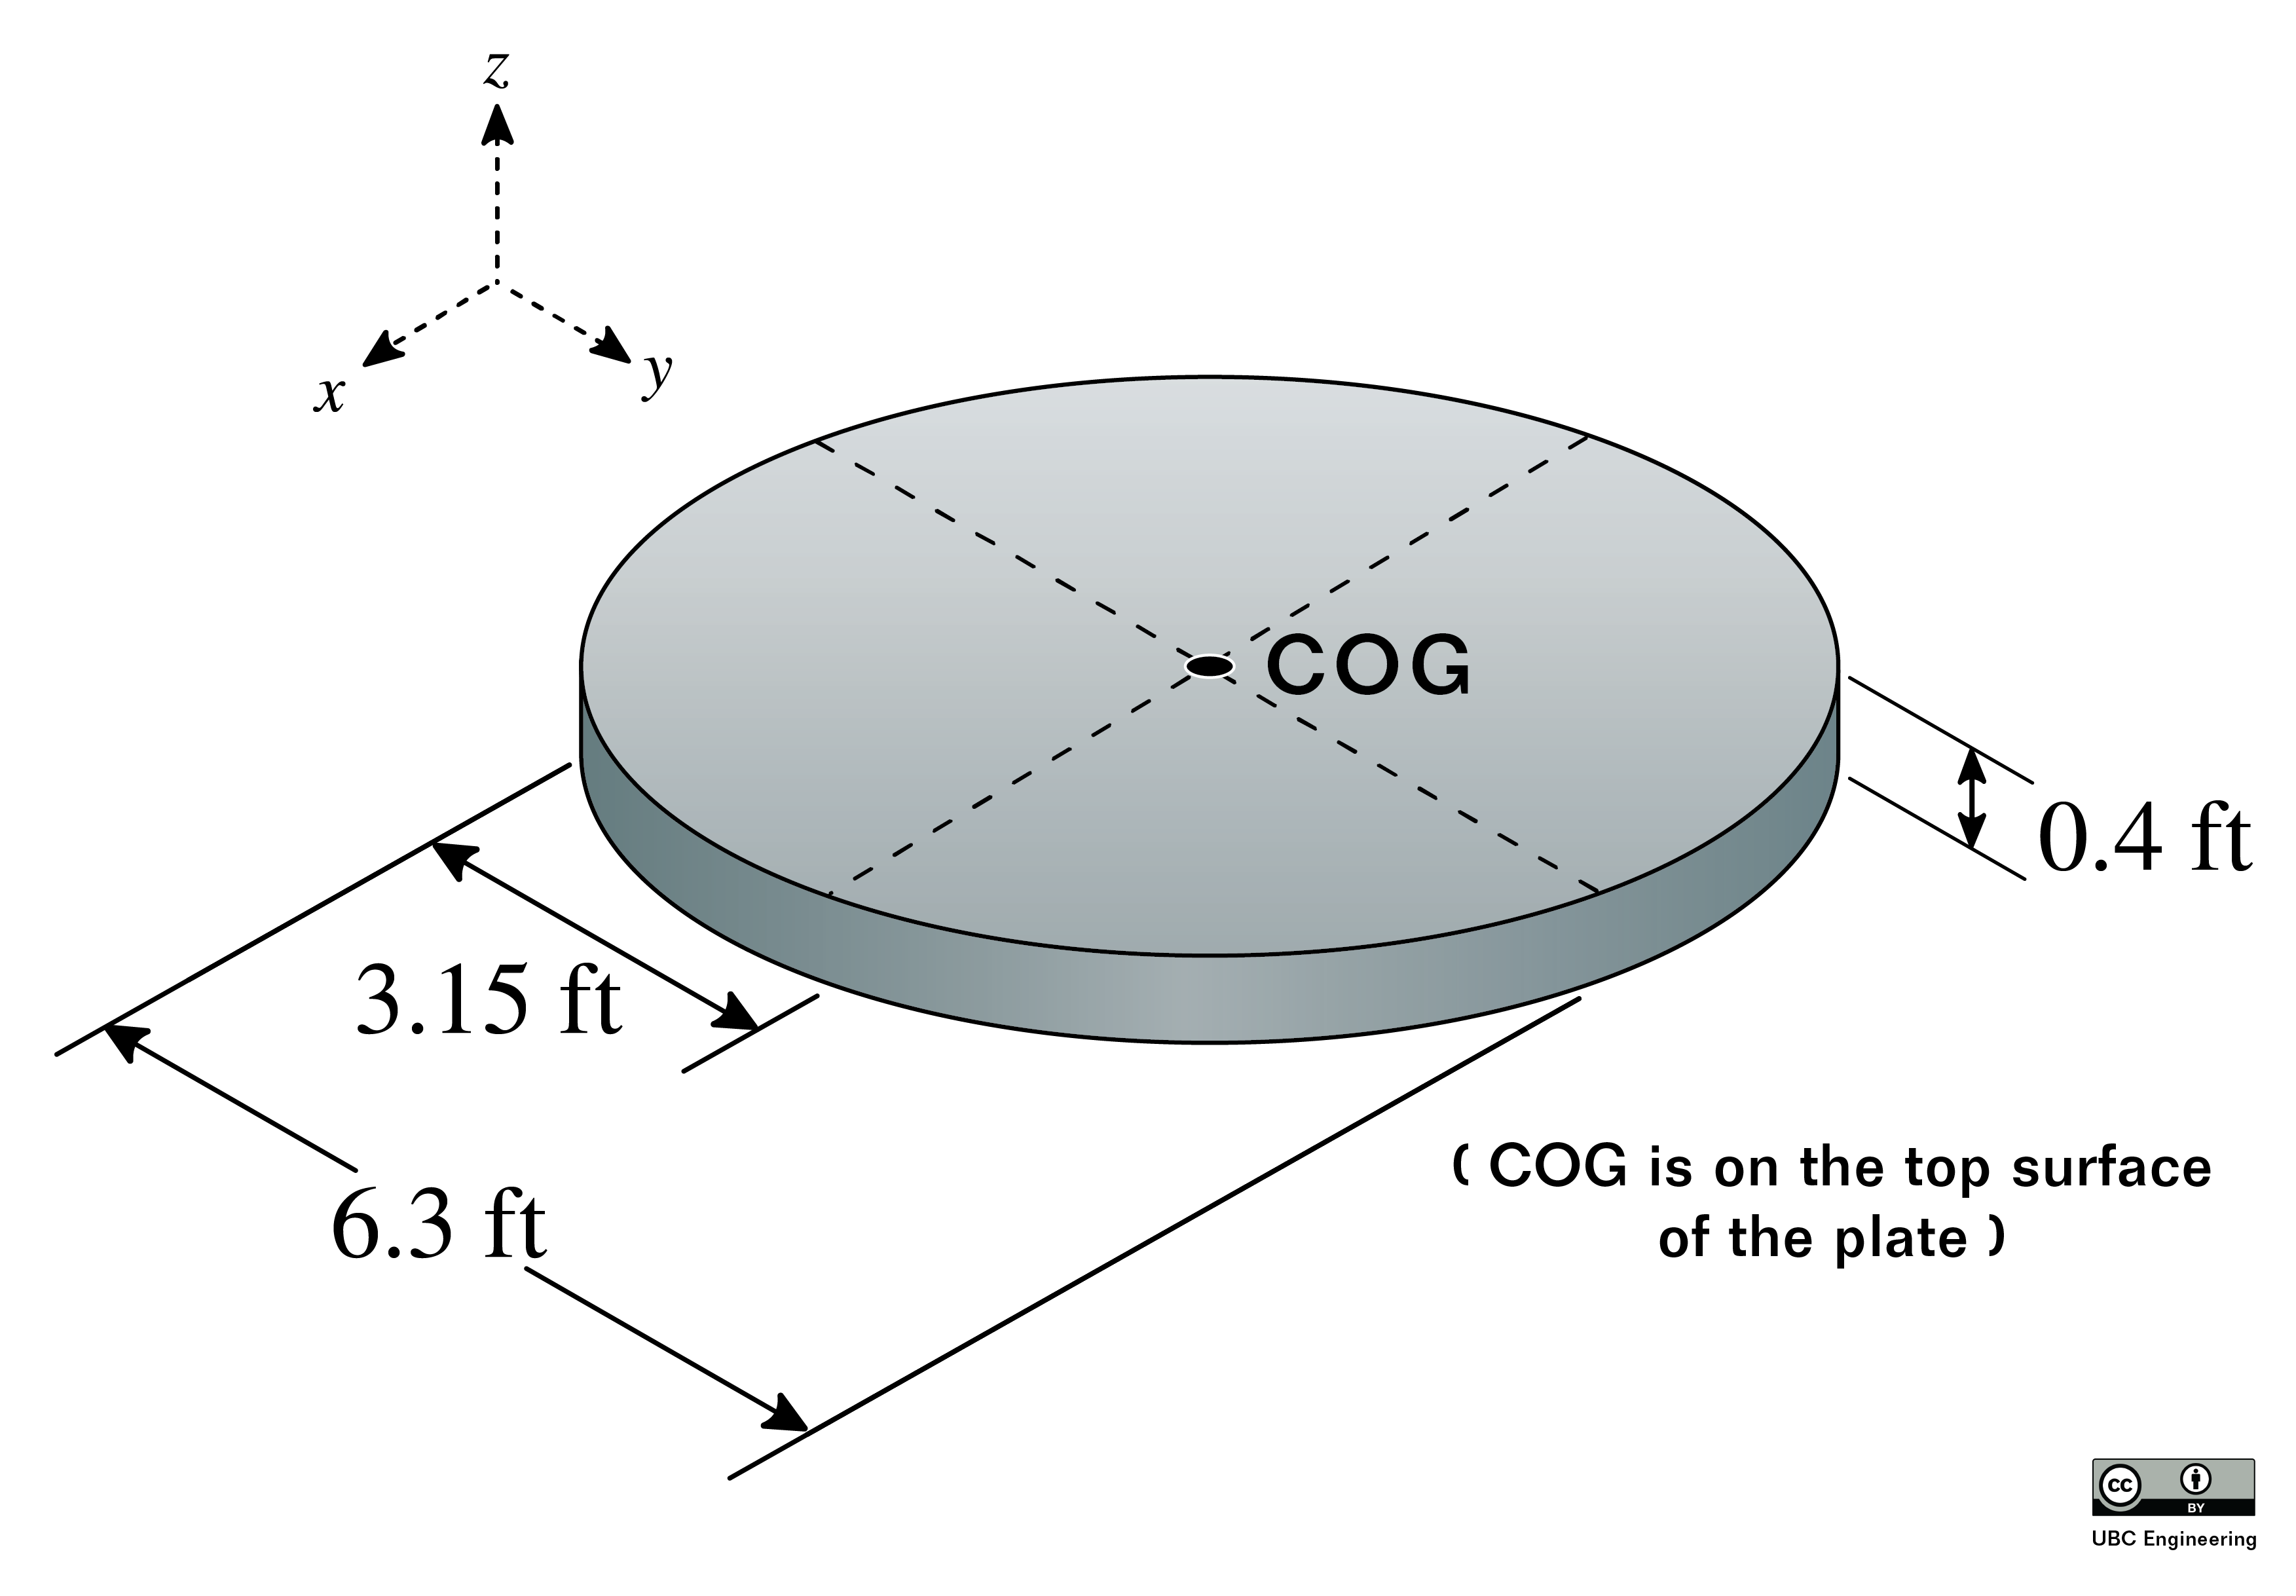 z
x
y
COG
0.4 ft
3.15 ft
6.3 ft
( COG is on the top surface
of the plate )
cc
BY
UBC Engineering